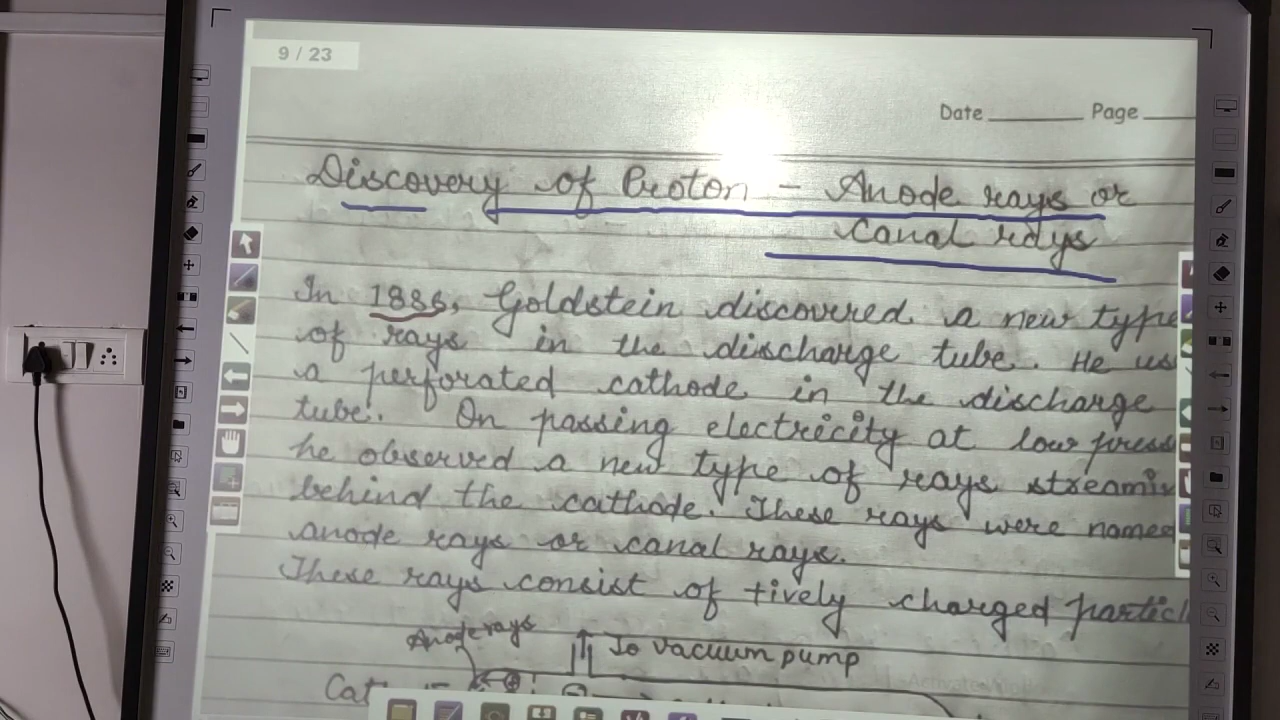 9 / 23
Date Page
Discovery of Proton - Anode rays or
canal rays
In 1886, Goldstein discovered a new type
of rays in the discharge tube. He us
a perforated cathode in the discharge
tube. On passing electricity at low press
he observed a new type of rays streamin
behind the cathode. These rays were named
anode rays or canal rays.
These rays consist of +ively charged particl
Anode rays
To vacuum pump
Cat